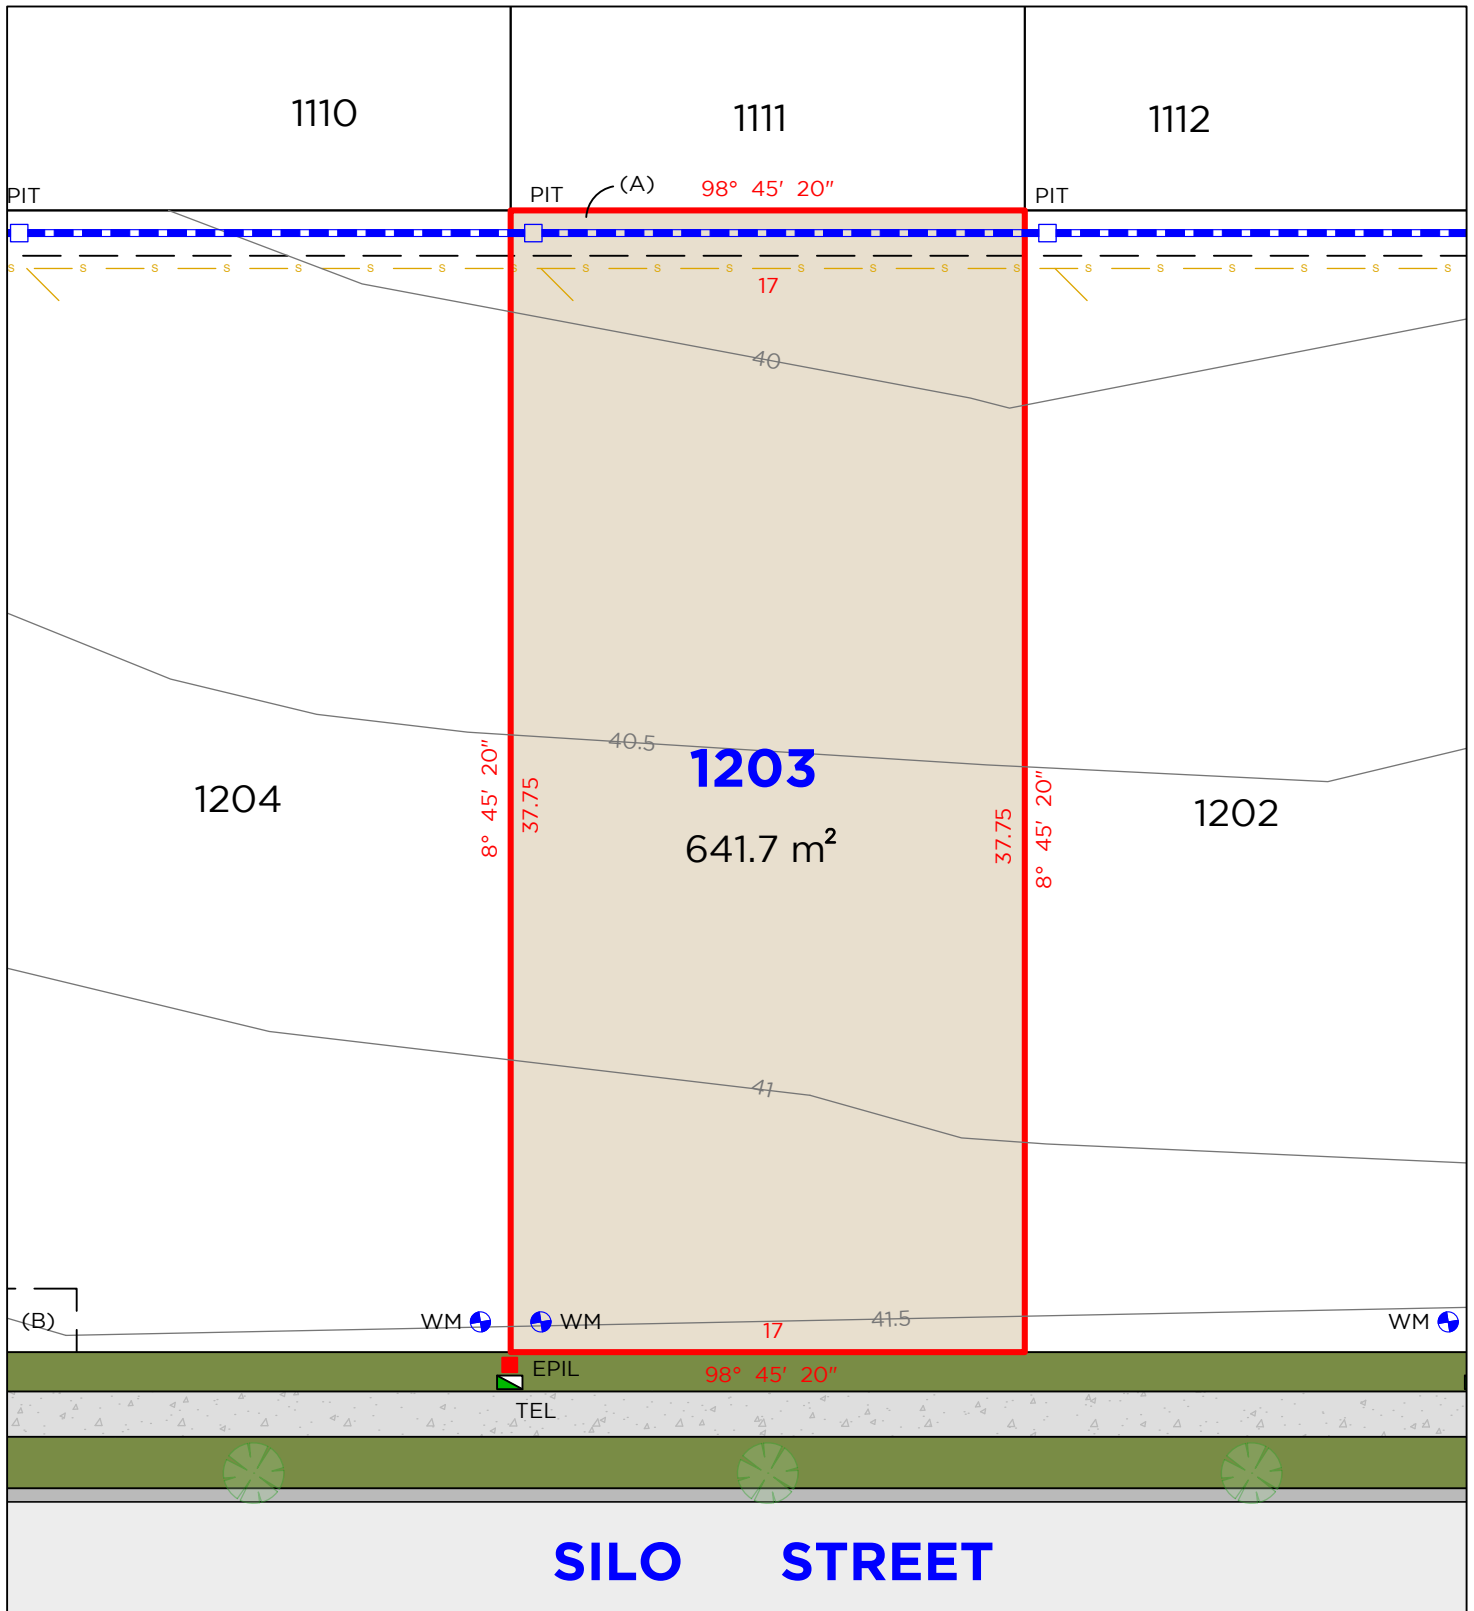 1110
1111
1112
PIT
PIT
(A)
98° 45' 20"
PIT
s s s s s s s s s s s s s s s s s s s s s
17
40
40.5
1203
8° 45' 20"
37.75
1204
641.7 m²
37.75
8° 45' 20"
1202
41
(B)
WM
WM
41.5
WM
17
EPIL
98° 45' 20"
TEL
SILO STREET